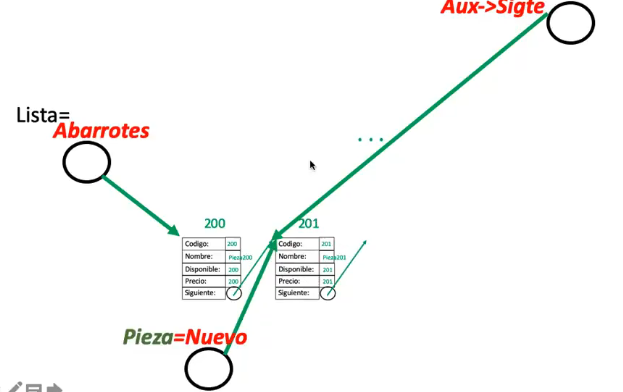 Aux->Sigte
Lista=
Abarrotes
...
200
201
Codigo: 200
Nombre: Pieza200
Disponible: 200
Precio: 200
Siguiente:
Codigo: 201
Nombre: Pieza201
Disponible: 201
Precio: 201
Siguiente:
Pieza=Nuevo